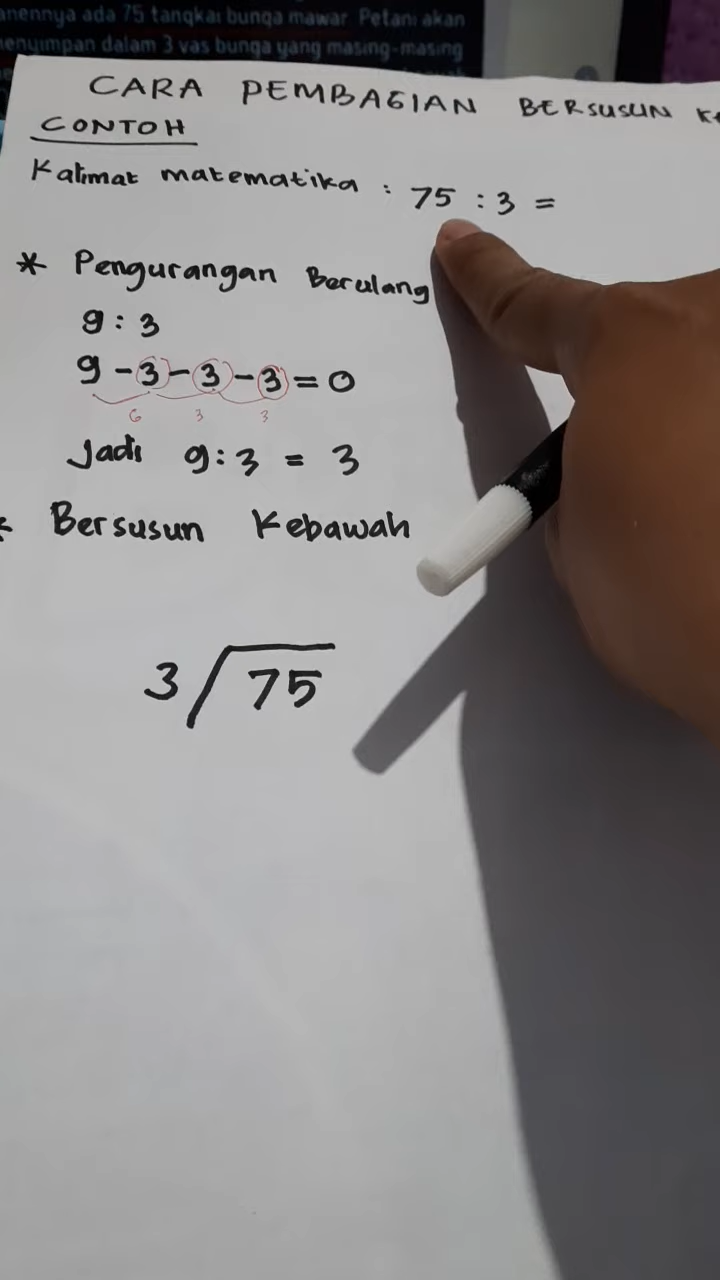 ada 75 tangkai bunga mawar. Petani akan
dalam 3 vas bunga yang masing-masing
CARA PEMBAGIAN BERSUSUN
CONTOH
Kalimat matematika : 75 : 3 =
* Pengurangan Berulang
9 : 3
9 - 3 - 3 - 3 = 0
6 3 3
Jadi 9 : 3 = 3
* Bersusun Kebawah
3 / 75